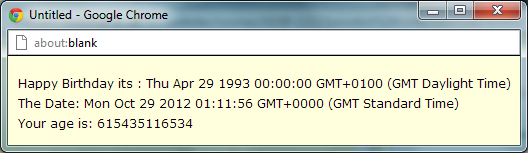 Untitled - Google Chrome
about:blank
Happy Birthday its : Thu Apr 29 1993 00:00:00 GMT+0100 (GMT Daylight Time)
The Date: Mon Oct 29 2012 01:11:56 GMT+0000 (GMT Standard Time)
Your age is: 615435116534